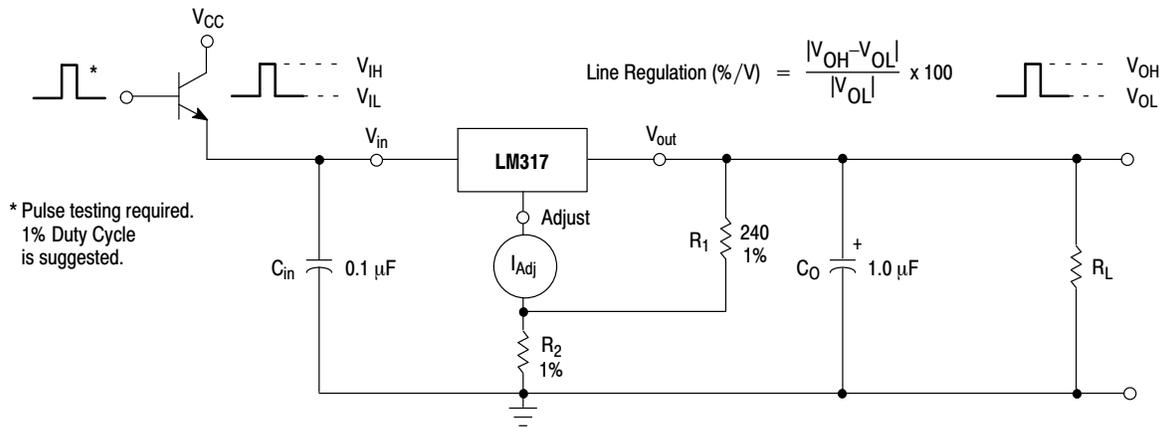 V_CC
*
V_IH
V_IL
Line Regulation (%/V) = |V_OH–V_OL| / |V_OL| x 100
V_OH
V_OL
V_in
LM317
V_out
* Pulse testing required.
1% Duty Cycle
is suggested.
Adjust
I_Adj
R_1
240
1%
C_in
0.1 μF
C_O
+
1.0 μF
R_L
R_2
1%